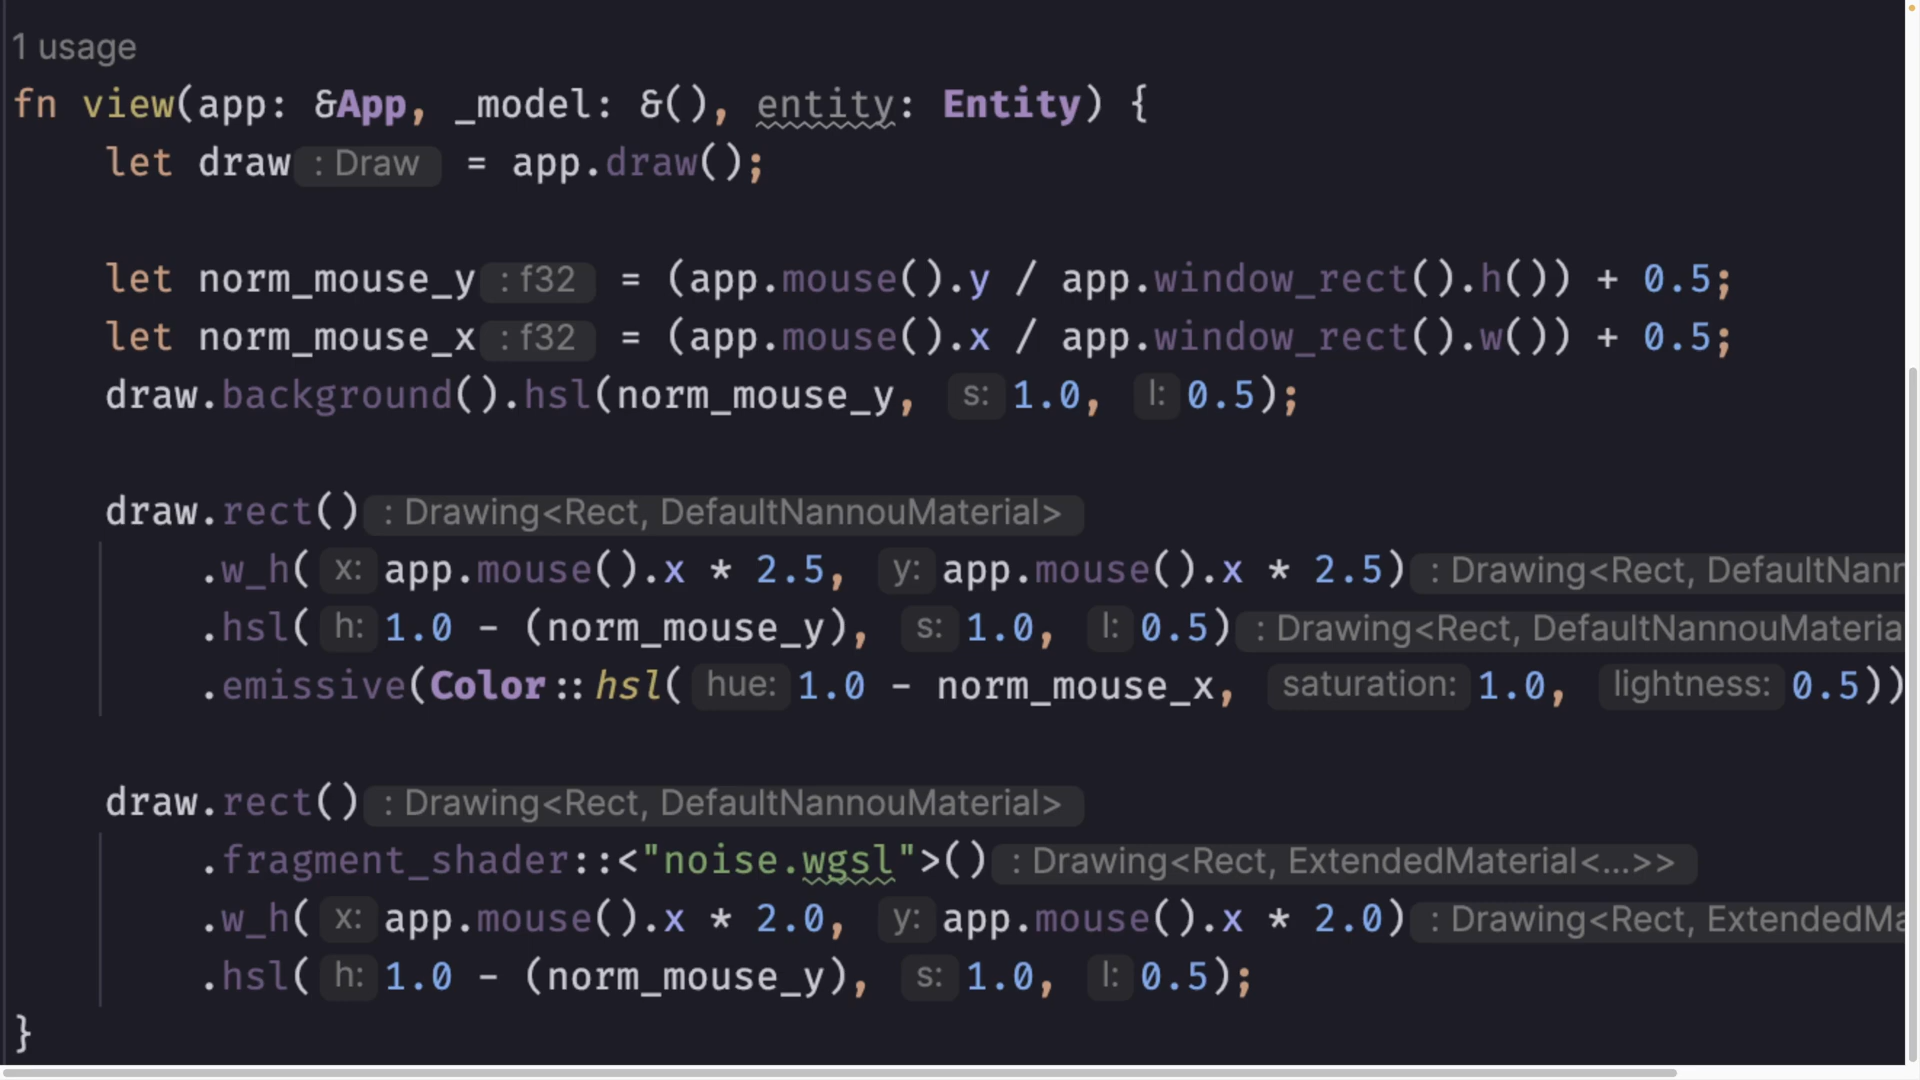 1 usage
fn view(app: &App, _model: &(), entity: Entity) {
let draw : Draw = app.draw();
let norm_mouse_y : f32 = (app.mouse().y / app.window_rect().h()) + 0.5;
let norm_mouse_x : f32 = (app.mouse().x / app.window_rect().w()) + 0.5;
draw.background().hsl(norm_mouse_y, s: 1.0, l: 0.5);
draw.rect() : Drawing<Rect, DefaultNannouMaterial>
.w_h( x: app.mouse().x * 2.5, y: app.mouse().x * 2.5) : Drawing<Rect, DefaultNann
.hsl( h: 1.0 - (norm_mouse_y), s: 1.0, l: 0.5) : Drawing<Rect, DefaultNannouMateria
.emissive(Color::hsl( hue: 1.0 - norm_mouse_x, saturation: 1.0, lightness: 0.5))
draw.rect() : Drawing<Rect, DefaultNannouMaterial>
.fragment_shader::<"noise.wgsl">() : Drawing<Rect, ExtendedMaterial<...>>
.w_h( x: app.mouse().x * 2.0, y: app.mouse().x * 2.0) : Drawing<Rect, ExtendedMa
.hsl( h: 1.0 - (norm_mouse_y), s: 1.0, l: 0.5);
}